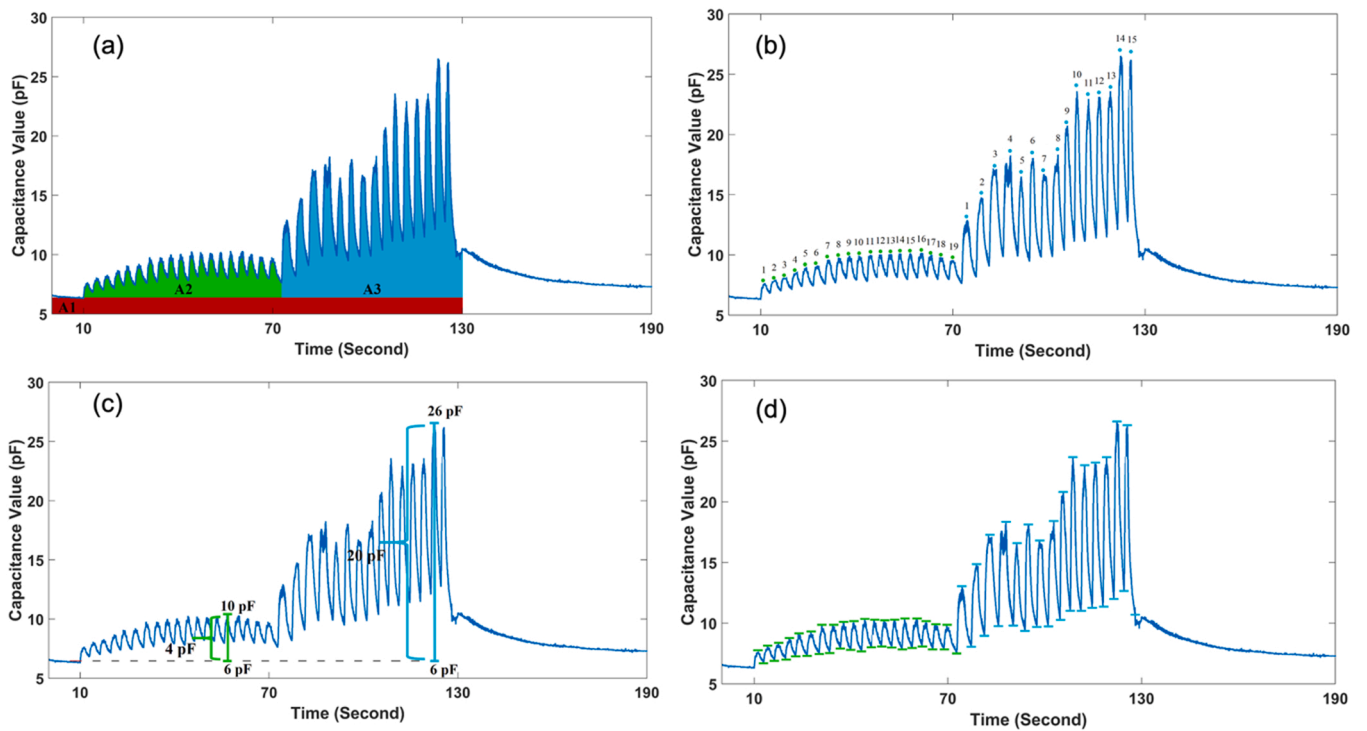 (a)
30
25
20
15
10
5
Capacitance Value (pF)
A1
A2
A3
10
70
130
190
Time (Second)
(b)
30
25
20
15
10
5
Capacitance Value (pF)
1 2 3 4 5 6 7 8 9 10 11 12 13 14 15 16 17 18 19
1 2 3 4 5 6 7 8 9 10 11 12 13 14 15
10
70
130
190
Time (Second)
(c)
30
25
20
15
10
5
Capacitance Value (pF)
26 pF
20 pF
10 pF
4 pF
6 pF
6 pF
10
70
130
190
Time (Second)
(d)
30
25
20
15
10
5
Capacitance Value (pF)
10
70
130
190
Time (Second)